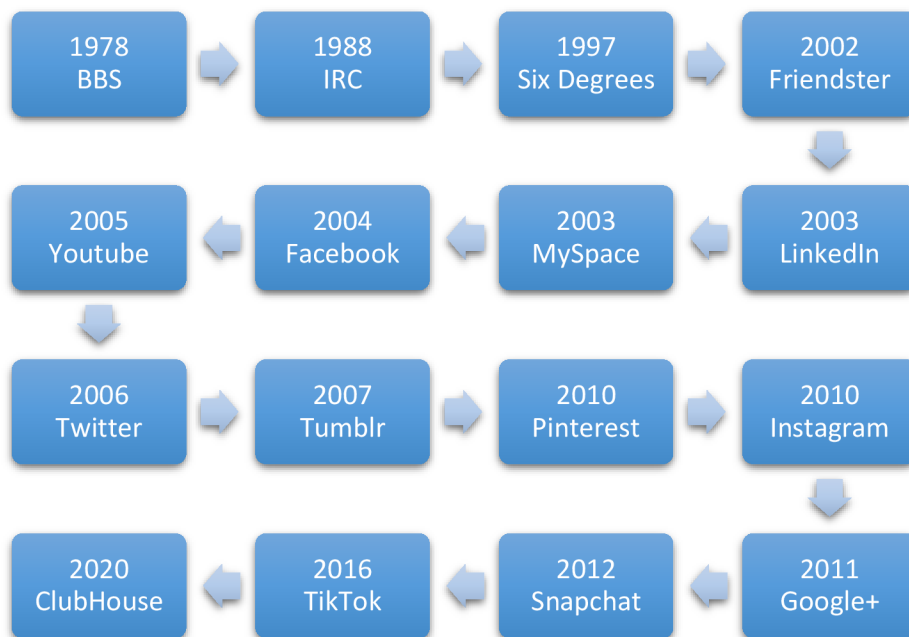 1978
BBS
1988
IRC
1997
Six Degrees
2002
Friendster
2003
LinkedIn
2003
MySpace
2004
Facebook
2005
Youtube
2006
Twitter
2007
Tumblr
2010
Pinterest
2010
Instagram
2011
Google+
2012
Snapchat
2016
TikTok
2020
ClubHouse